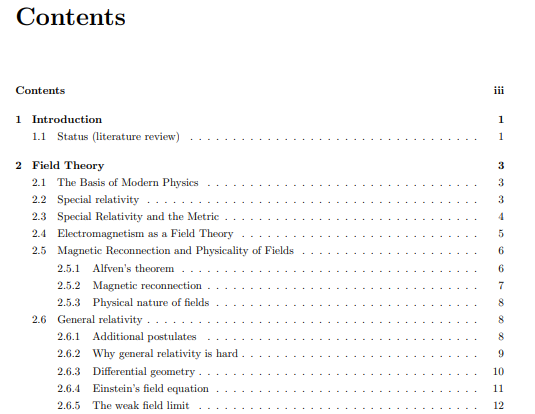 Contents
Contents iii
1 Introduction 1
1.1 Status (literature review) . . . . . . . . . . . . . . . . . . . . . . . . . . . . . . . . . . 1
2 Field Theory 3
2.1 The Basis of Modern Physics . . . . . . . . . . . . . . . . . . . . . . . . . . . . . . . . 3
2.2 Special relativity . . . . . . . . . . . . . . . . . . . . . . . . . . . . . . . . . . . . . . . 3
2.3 Special Relativity and the Metric . . . . . . . . . . . . . . . . . . . . . . . . . . . . . . 4
2.4 Electromagnetism as a Field Theory . . . . . . . . . . . . . . . . . . . . . . . . . . . . 5
2.5 Magnetic Reconnection and Physicality of Fields . . . . . . . . . . . . . . . . . . . . . 6
2.5.1 Alfven's theorem . . . . . . . . . . . . . . . . . . . . . . . . . . . . . . . . . . . 6
2.5.2 Magnetic reconnection . . . . . . . . . . . . . . . . . . . . . . . . . . . . . . . . 7
2.5.3 Physical nature of fields . . . . . . . . . . . . . . . . . . . . . . . . . . . . . . . 8
2.6 General relativity . . . . . . . . . . . . . . . . . . . . . . . . . . . . . . . . . . . . . . . 8
2.6.1 Additional postulates . . . . . . . . . . . . . . . . . . . . . . . . . . . . . . . . 8
2.6.2 Why general relativity is hard . . . . . . . . . . . . . . . . . . . . . . . . . . . . 9
2.6.3 Differential geometry . . . . . . . . . . . . . . . . . . . . . . . . . . . . . . . . . 10
2.6.4 Einstein's field equation . . . . . . . . . . . . . . . . . . . . . . . . . . . . . . . 11
2.6.5 The weak field limit . . . . . . . . . . . . . . . . . . . . . . . . . . . . . . . . . 12